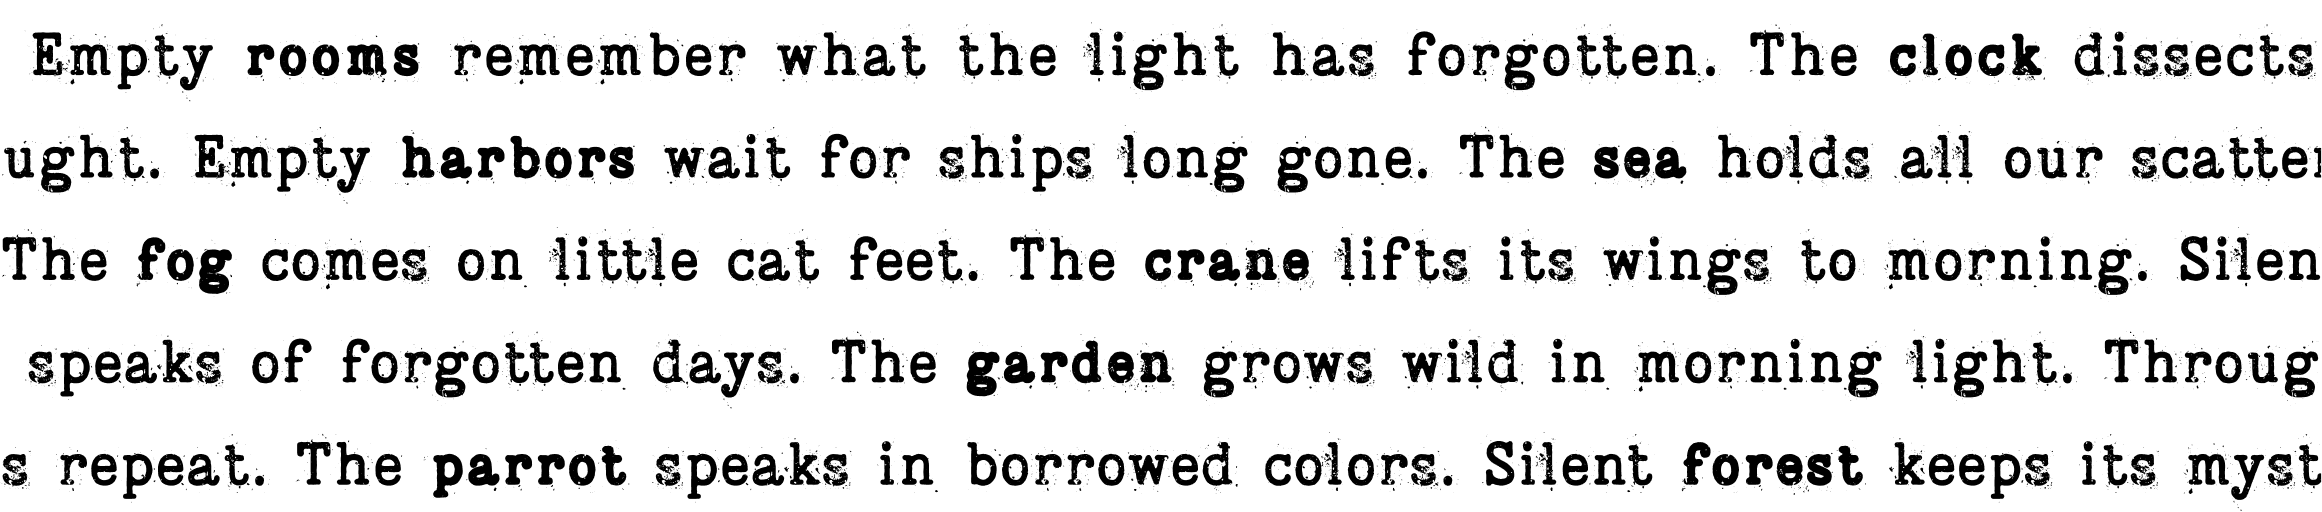 Empty rooms remember what the light has forgotten. The clock dissects
ught. Empty harbors wait for ships long gone. The sea holds all our scatter
The fog comes on little cat feet. The crane lifts its wings to morning. Silen
speaks of forgotten days. The garden grows wild in morning light. Throug
s repeat. The parrot speaks in borrowed colors. Silent forest keeps its myst